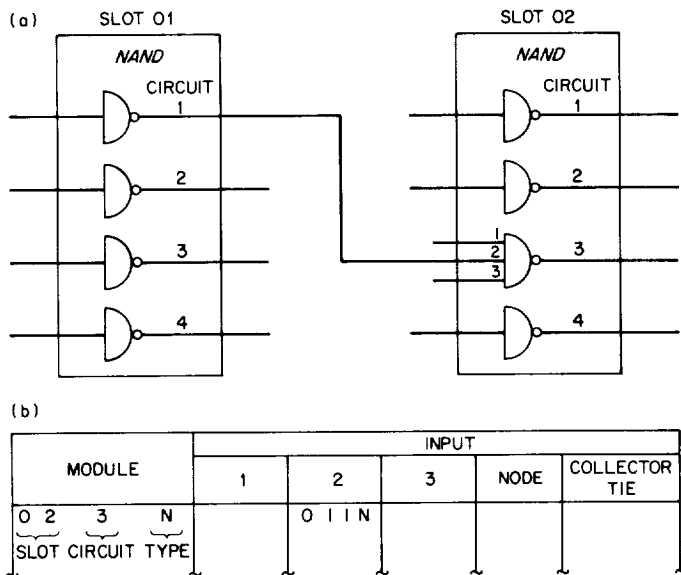 (a)
SLOT 01
SLOT 02
NAND
NAND
CIRCUIT
CIRCUIT
1
1
2
2
3
1
2
3
3
4
4
(b)
MODULE
INPUT
1
2
3
NODE
COLLECTOR TIE
0 2 3 N
0 1 1 N
SLOT CIRCUIT TYPE